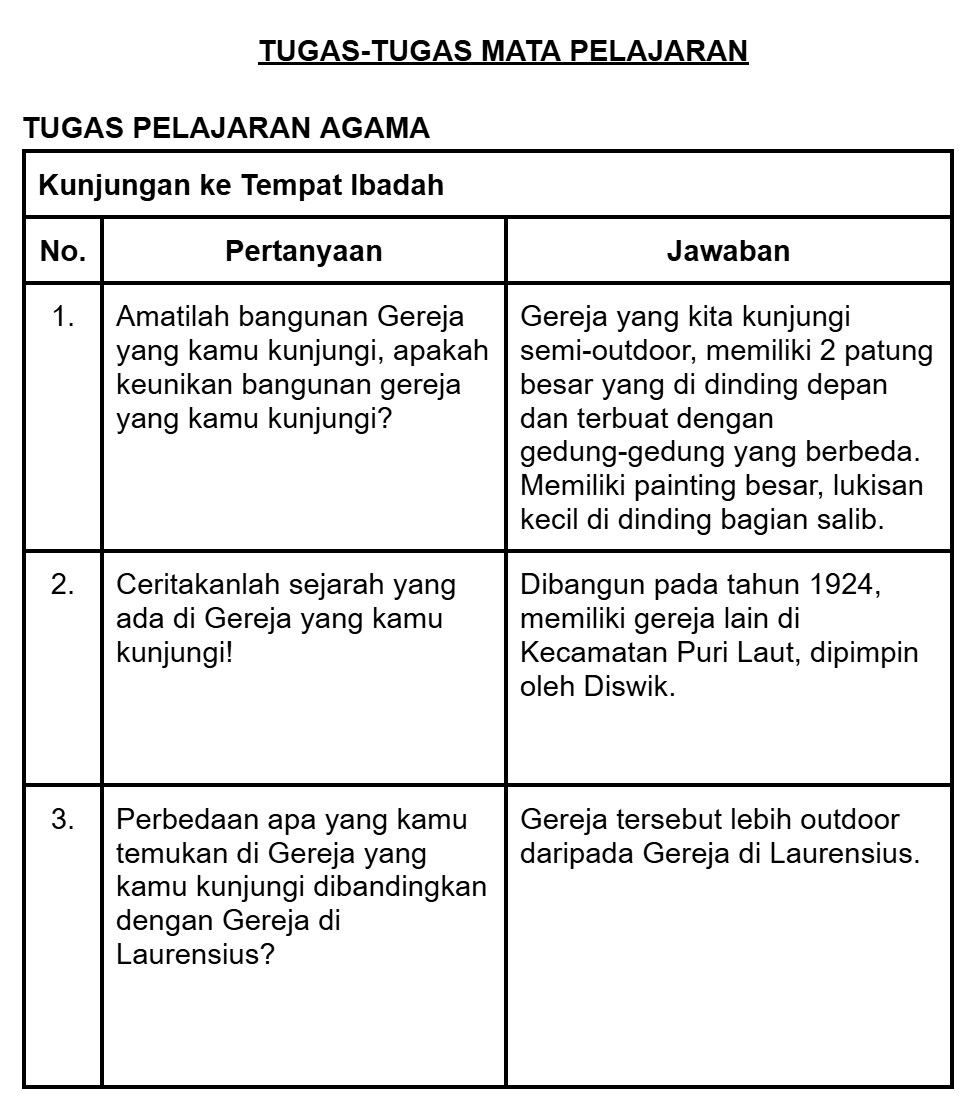 TUGAS-TUGAS MATA PELAJARAN
TUGAS PELAJARAN AGAMA
Kunjungan ke Tempat Ibadah
No.
Pertanyaan
Jawaban
1.
Amatilah bangunan Gereja
yang kamu kunjungi, apakah
keunikan bangunan gereja
yang kamu kunjungi?
Gereja yang kita kunjungi
semi-outdoor, memiliki 2 patung
besar yang di dinding depan
dan terbuat dengan
gedung-gedung yang berbeda.
Memiliki painting besar, lukisan
kecil di dinding bagian salib.
2.
Ceritakanlah sejarah yang
ada di Gereja yang kamu
kunjungi!
Dibangun pada tahun 1924,
memiliki gereja lain di
Kecamatan Puri Laut, dipimpin
oleh Diswik.
3.
Perbedaan apa yang kamu
temukan di Gereja yang
kamu kunjungi dibandingkan
dengan Gereja di
Laurensius?
Gereja tersebut lebih outdoor
daripada Gereja di Laurensius.